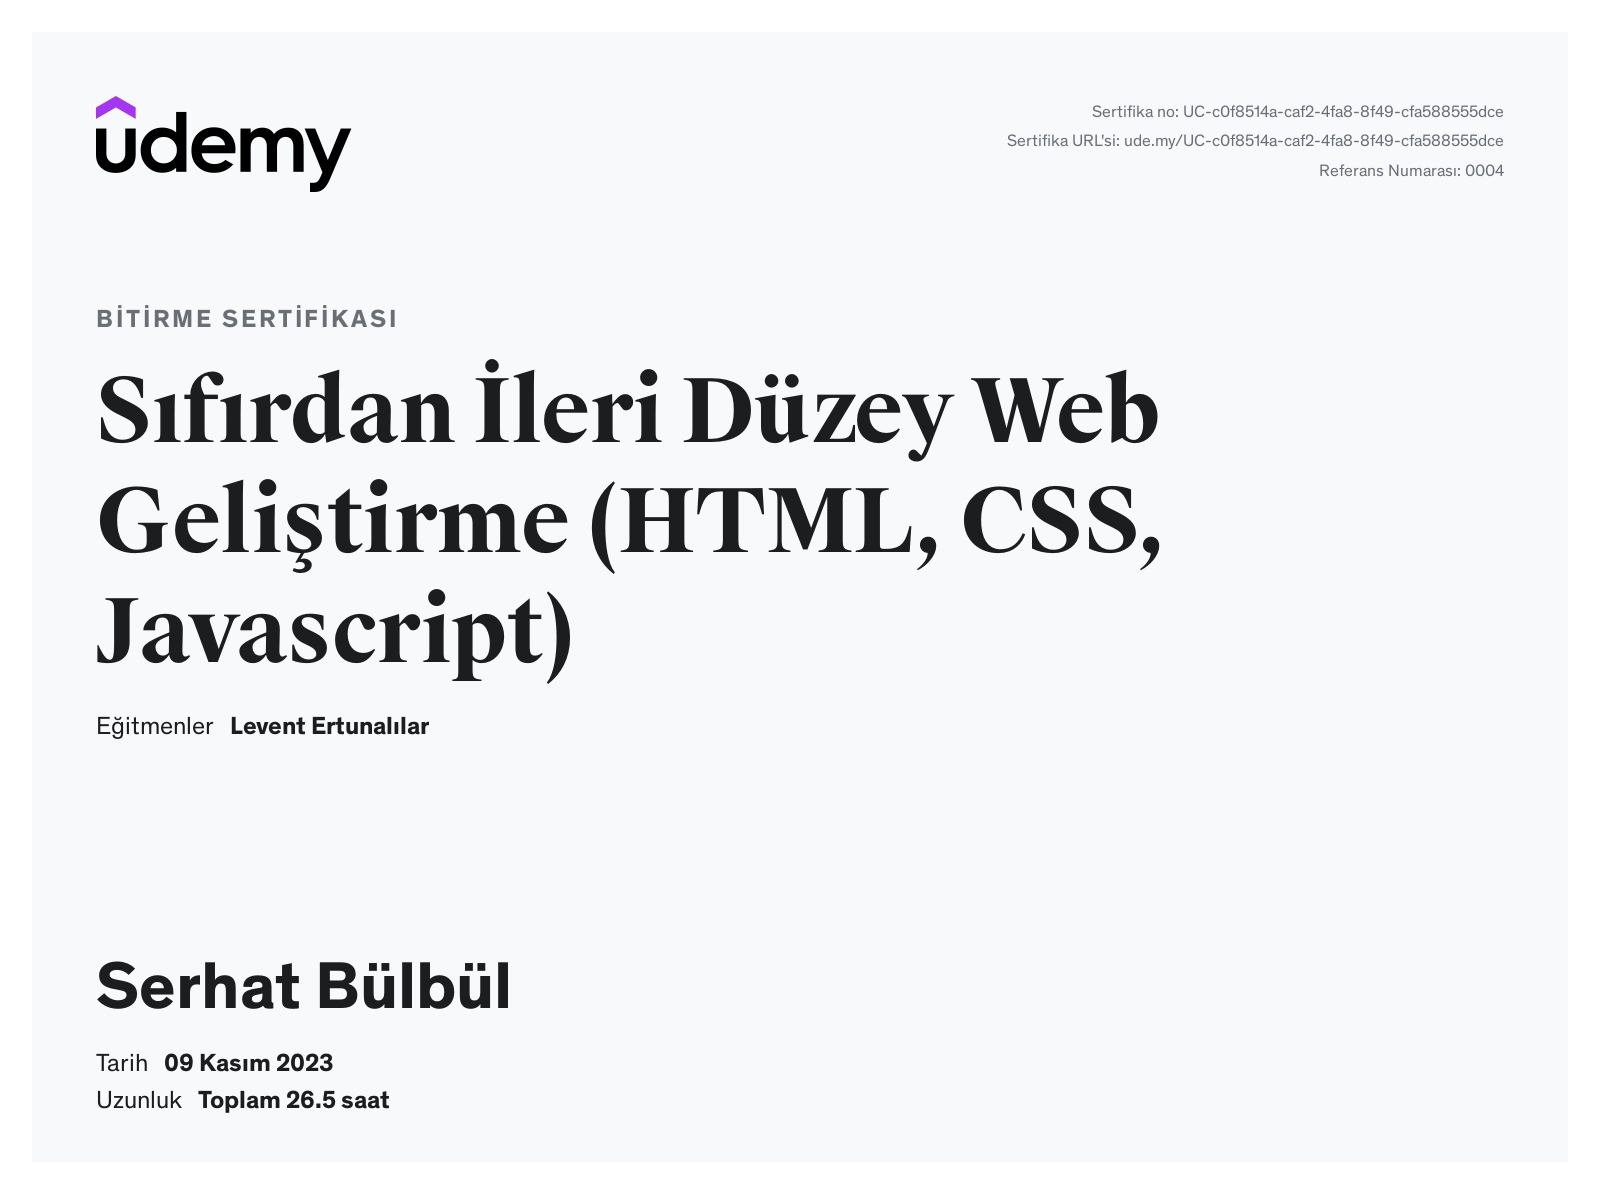 udemy
Sertifika no: UC-c0f8514a-caf2-4fa8-8f49-cfa588555dce
Sertifika URL'si: ude.my/UC-c0f8514a-caf2-4fa8-8f49-cfa588555dce
Referans Numarası: 0004
BİTİRME SERTİFİKASI
Sıfırdan İleri Düzey Web
Geliştirme (HTML, CSS,
Javascript)
Eğitmenler Levent Ertunalılar
Serhat Bülbül
Tarih 09 Kasım 2023
Uzunluk Toplam 26.5 saat